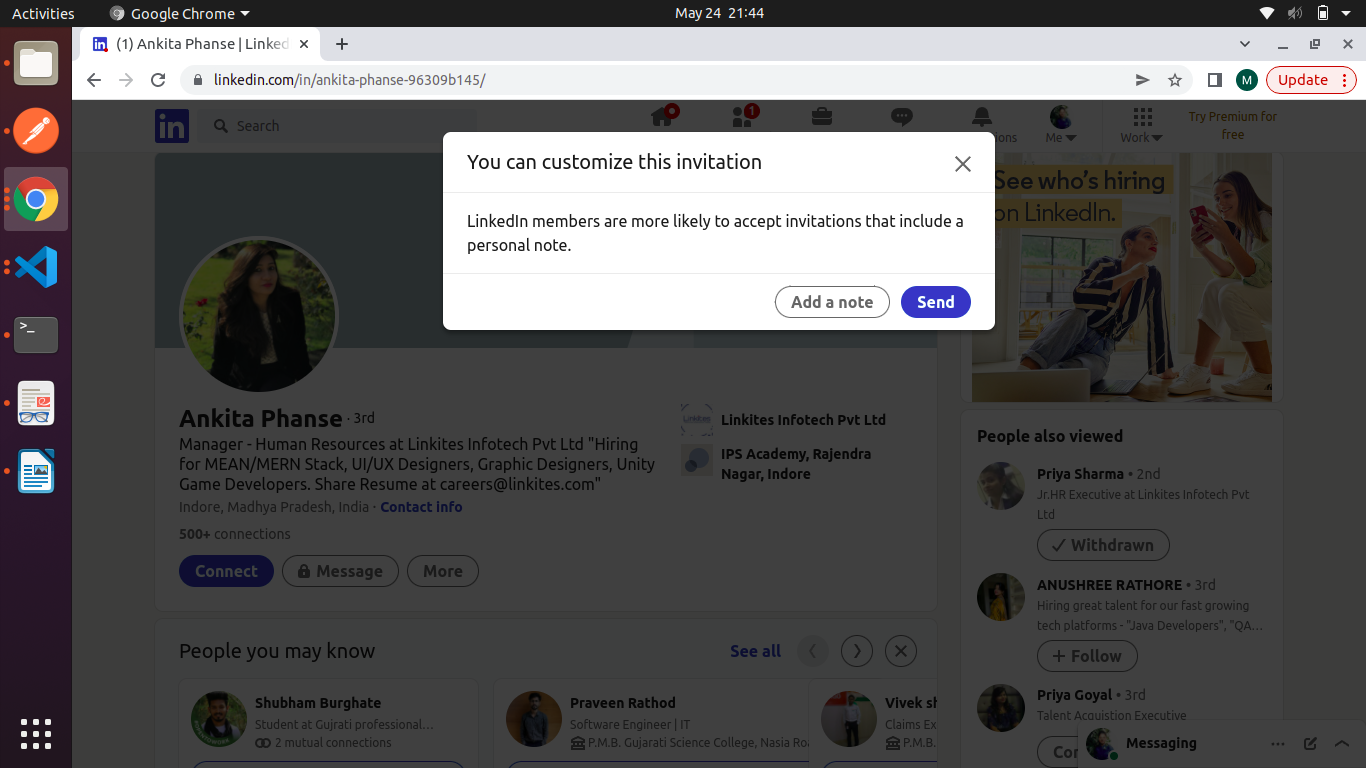 Activities
Google Chrome
May 24 21:44
(1) Ankita Phanse | Linked
linkedin.com/in/ankita-phanse-96309b145/
M
Update
in
Search
1
ions
Me
Work
Try Premium for
free
You can customize this invitation
LinkedIn members are more likely to accept invitations that include a
personal note.
Add a note
Send
See who's hiring
on LinkedIn.
Ankita Phanse · 3rd
Manager - Human Resources at Linkites Infotech Pvt Ltd "Hiring
for MEAN/MERN Stack, UI/UX Designers, Graphic Designers, Unity
Game Developers. Share Resume at careers@linkites.com"
Indore, Madhya Pradesh, India · Contact info
500+ connections
Connect
Message
More
Linkites Infotech Pvt Ltd
IPS Academy, Rajendra
Nagar, Indore
People also viewed
Priya Sharma • 2nd
Jr.HR Executive at Linkites Infotech Pvt
Ltd
Withdrawn
ANUSHREE RATHORE • 3rd
Hiring great talent for our fast growing
tech platforms - "Java Developers", "QA...
Follow
Priya Goyal • 3rd
Talent Acquistion Executive
Con
People you may know
See all
Shubham Burghate
Student at Gujrati professional...
2 mutual connections
Praveen Rathod
Software Engineer | IT
P.M.B. Gujarati Science College, Nasia Roa
Vivek sh
Claims Ex
P.M.B.
Messaging